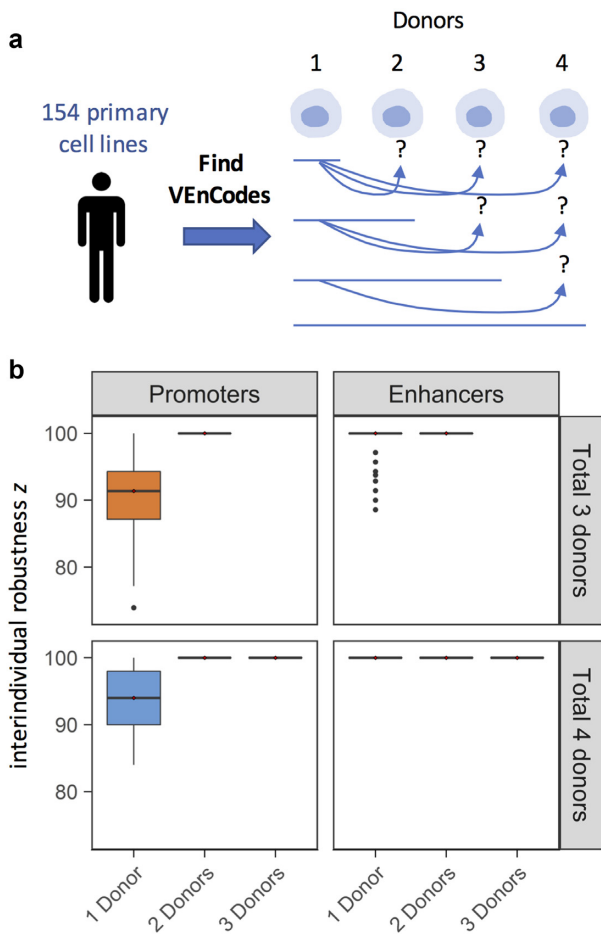 a
Donors
1 2 3 4
154 primary
cell lines
Find
VEnCodes
? ? ?
? ?
?
b
Promoters Enhancers
interindividual robustness z
100
90
80
Total 3 donors
100
90
80
Total 4 donors
1 Donor 2 Donors 3 Donors 1 Donor 2 Donors 3 Donors